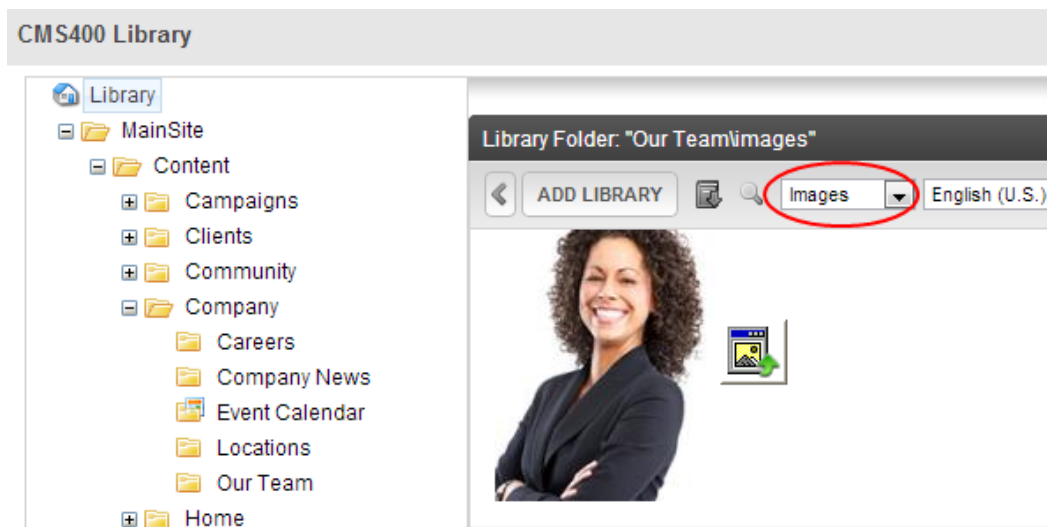 CMS400 Library
Library
MainSite
Content
Campaigns
Clients
Community
Company
Careers
Company News
Event Calendar
Locations
Our Team
Home
Library Folder: "Our Team\images"
ADD LIBRARY Images English (U.S.)